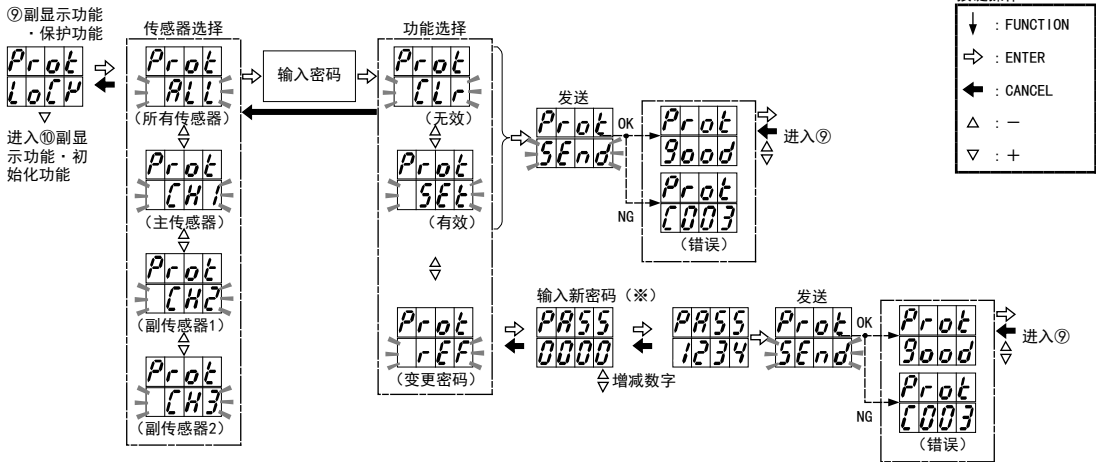 ⑨副显示功能
・保护功能
Prot
LoCK
▽
进入⑩副显
示功能・初
始化功能
传感器选择
Prot
ALL
(所有传感器)
Prot
CH1
(主传感器)
Prot
CH2
(副传感器1)
Prot
CH3
(副传感器2)
输入密码
功能选择
Prot
CLr
(无效)
Prot
SEt
(有效)
Prot
rEF
(变更密码)
发送
Prot
SEnd
OK
NG
Prot
good
Prot
C003
(错误)
进入⑨
输入新密码(※)
PASS
0000
增减数字
PASS
1234
发送
Prot
SEnd
OK
NG
Prot
good
Prot
C003
(错误)
进入⑨
↓ : FUNCTION
⇨ : ENTER
⬅ : CANCEL
△ : −
▽ : +